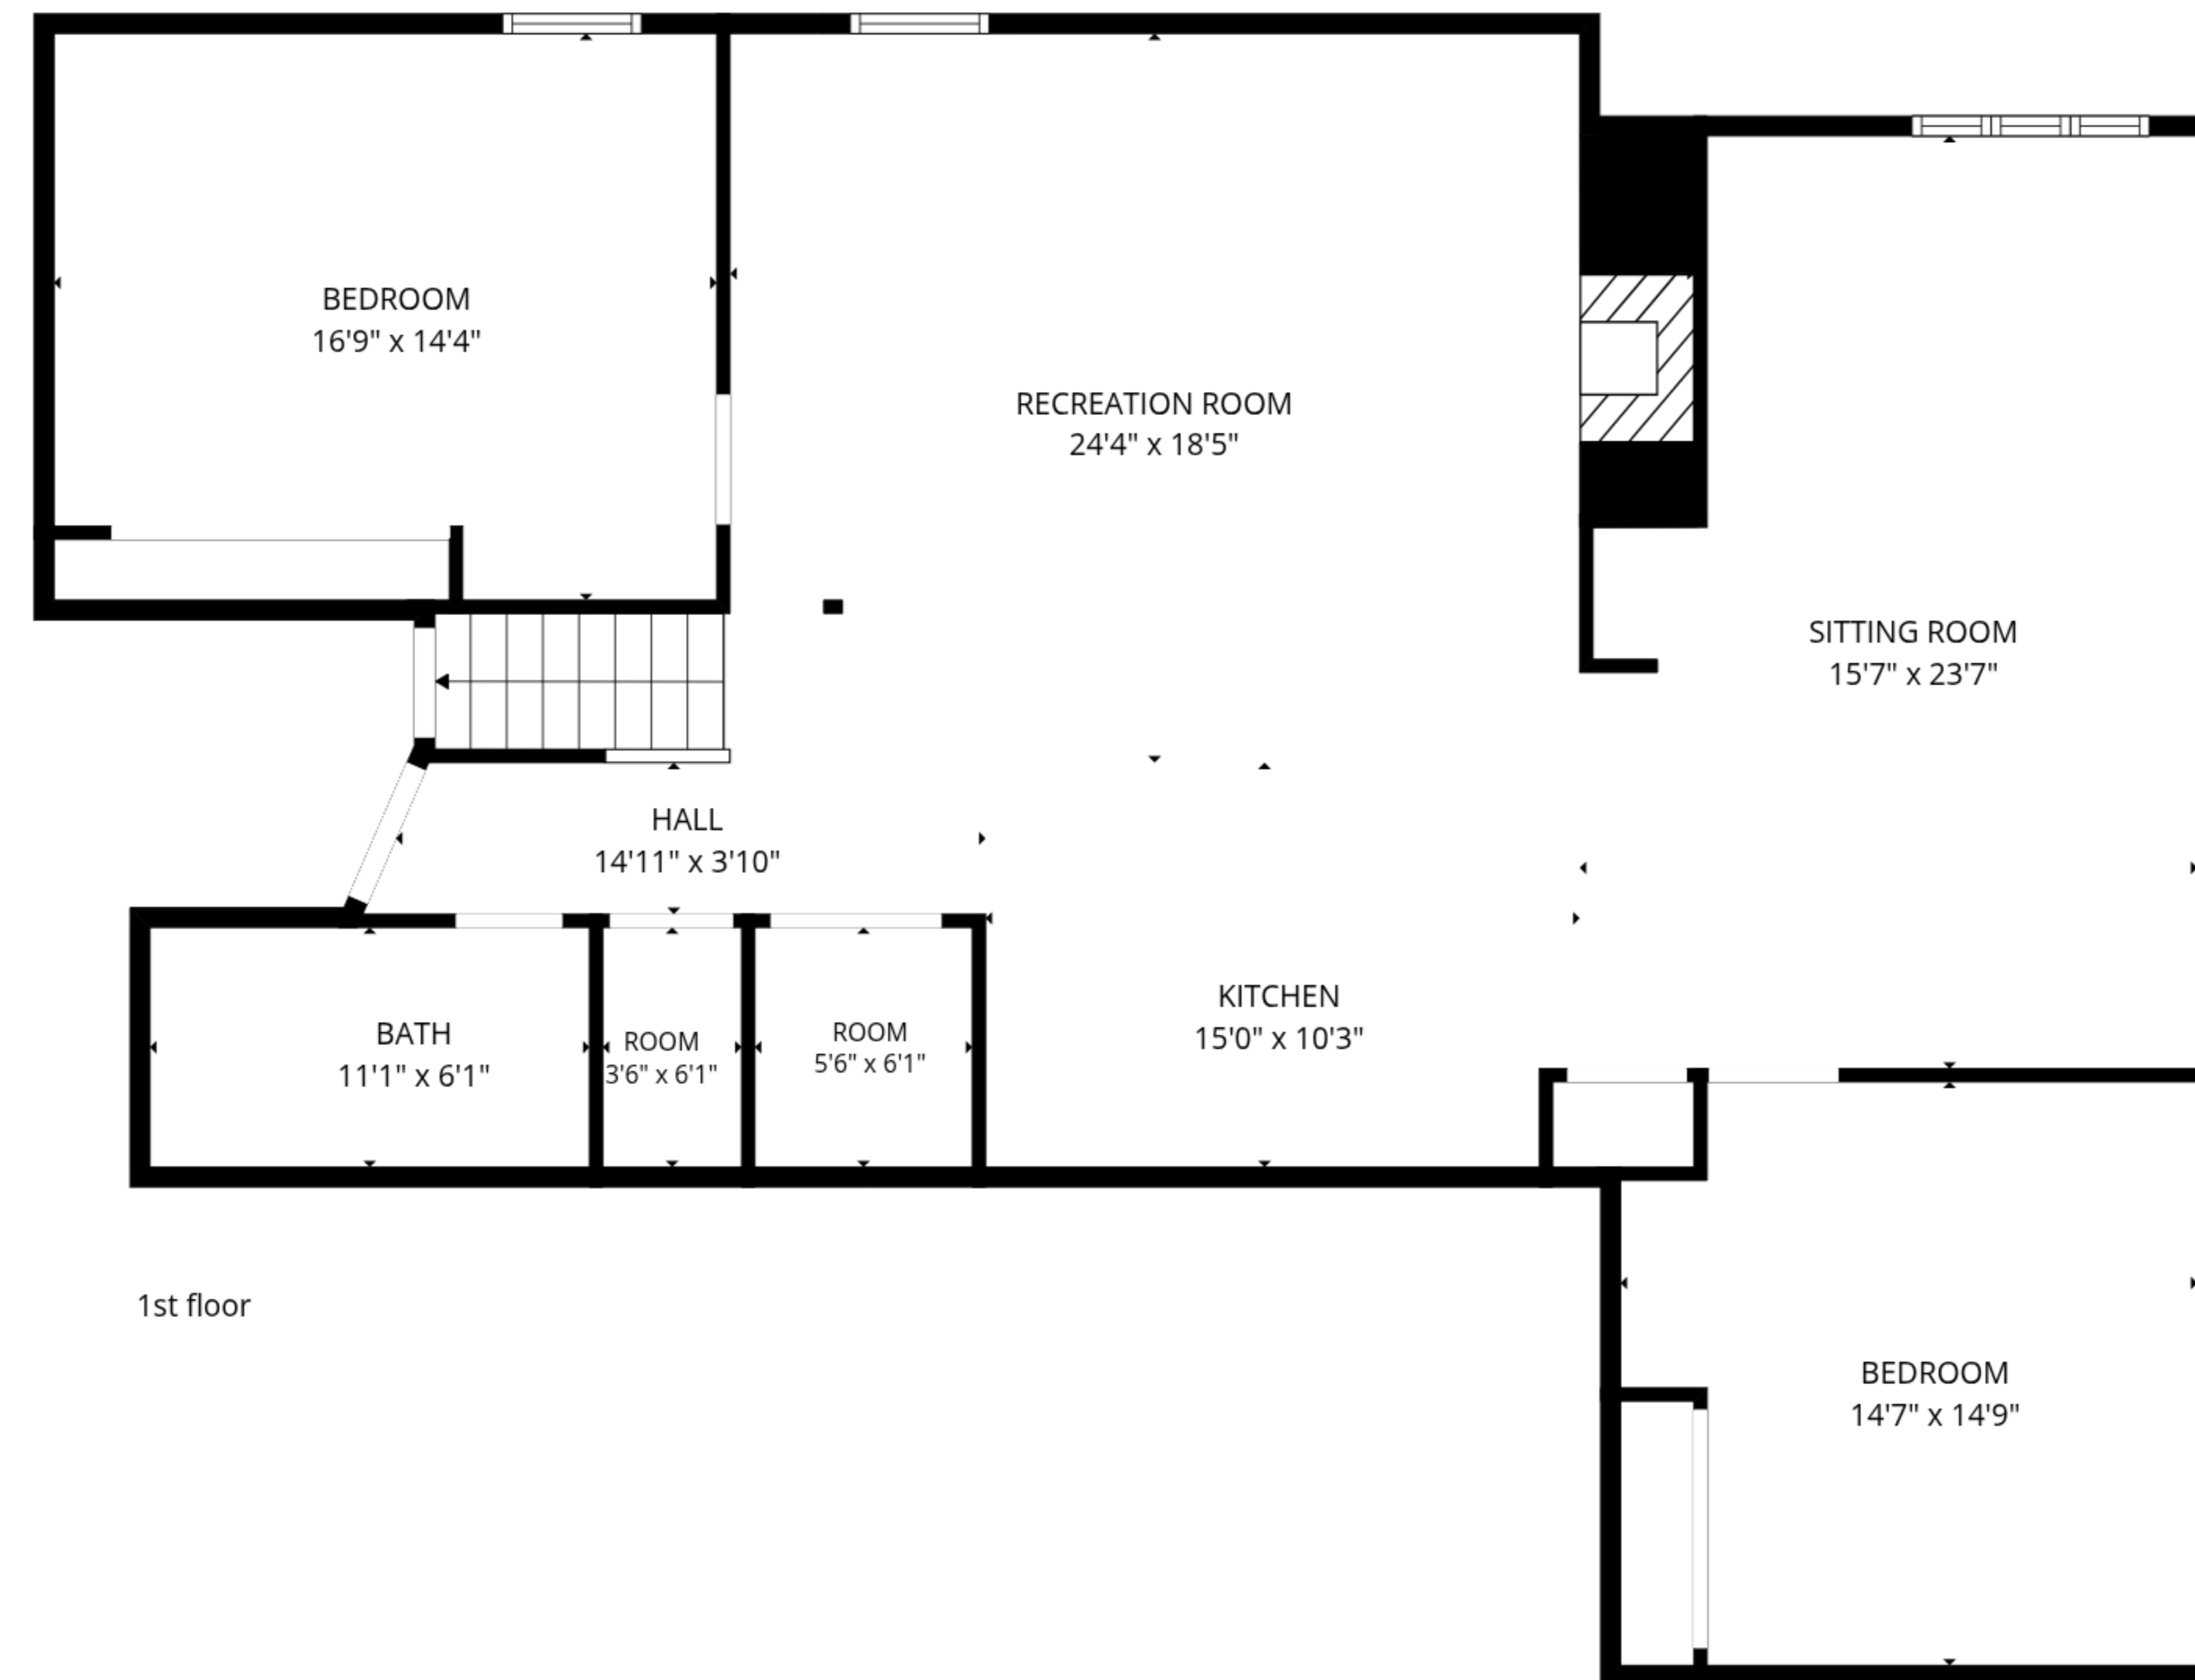 BEDROOM
16'9" x 14'4"
RECREATION ROOM
24'4" x 18'5"
SITTING ROOM
15'7" x 23'7"
HALL
14'11" x 3'10"
KITCHEN
15'0" x 10'3"
BATH
11'1" x 6'1"
ROOM
3'6" x 6'1"
ROOM
5'6" x 6'1"
1st floor
BEDROOM
14'7" x 14'9"